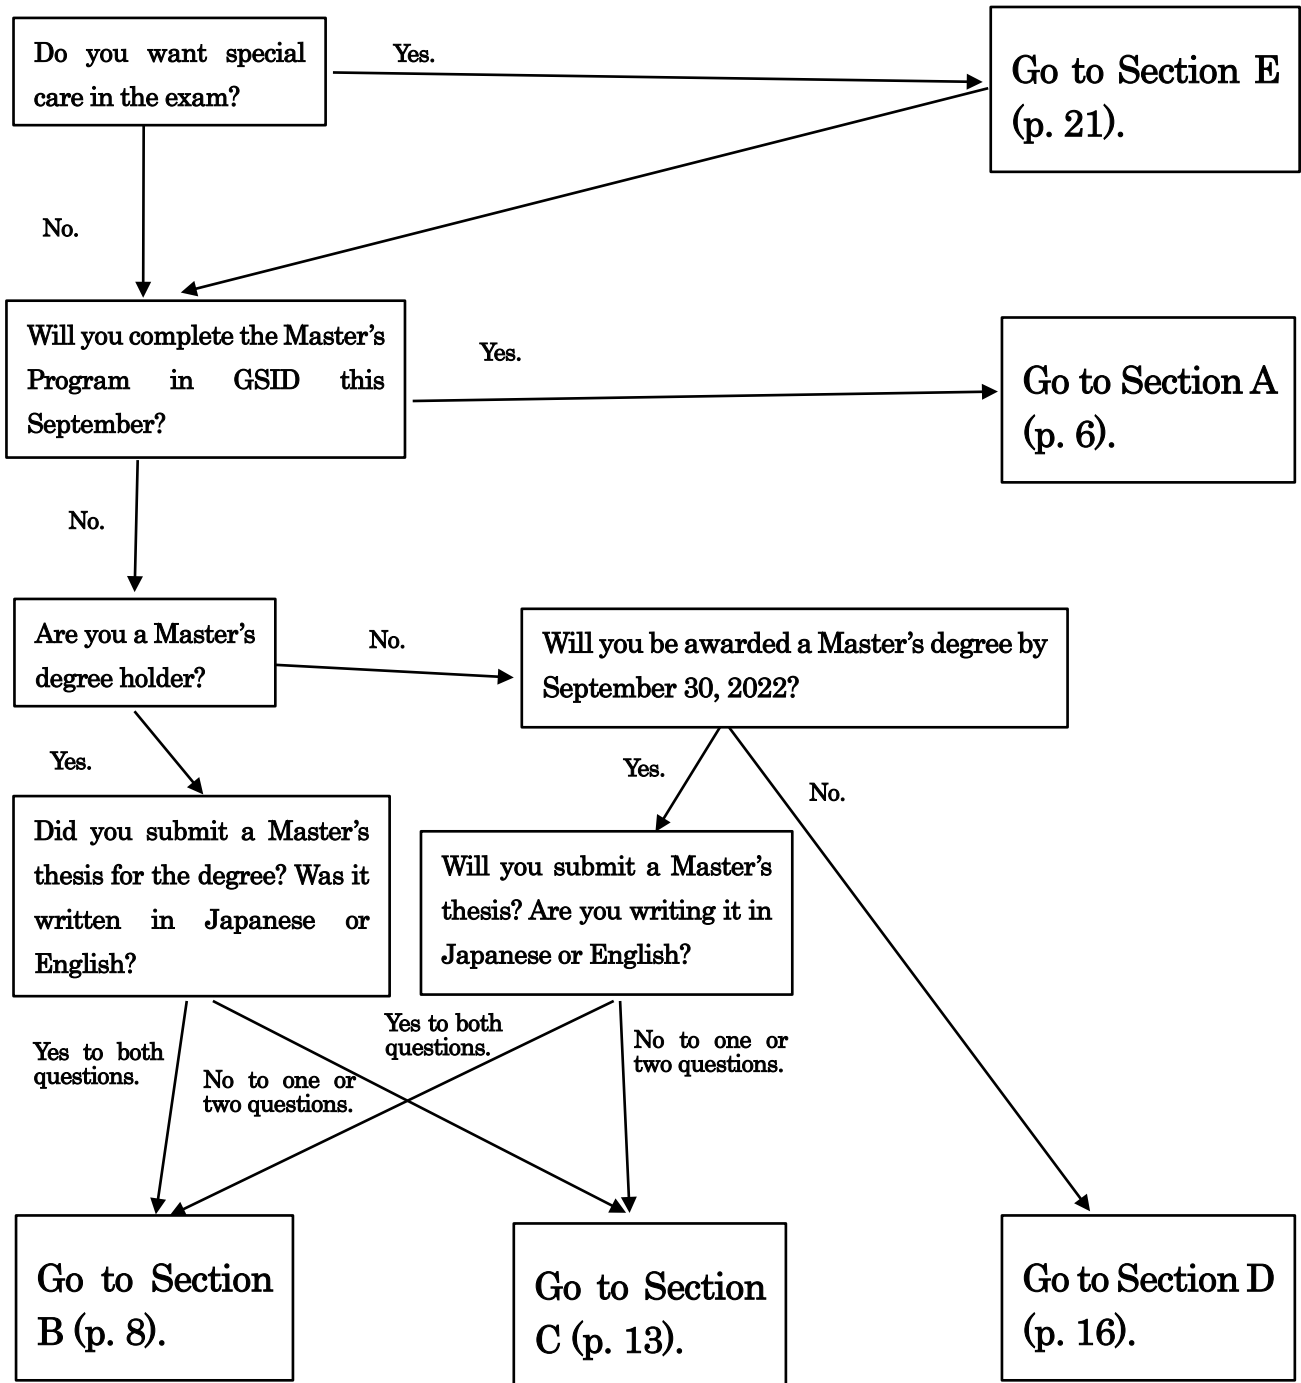 Do you want special
care in the exam?
Yes.
Go to Section E
(p. 21).
No.
Will you complete the Master's
Program in GSID this
September?
Yes.
Go to Section A
(p. 6).
No.
Are you a Master's
degree holder?
No.
Will you be awarded a Master's degree by
September 30, 2022?
Yes.
Yes.
No.
Did you submit a Master's
thesis for the degree? Was it
written in Japanese or
English?
Will you submit a Master's
thesis? Are you writing it in
Japanese or English?
Yes to both
questions.
No to one or
two questions.
Yes to both
questions.
No to one or
two questions.
Go to Section
B (p. 8).
Go to Section
C (p. 13).
Go to Section D
(p. 16).